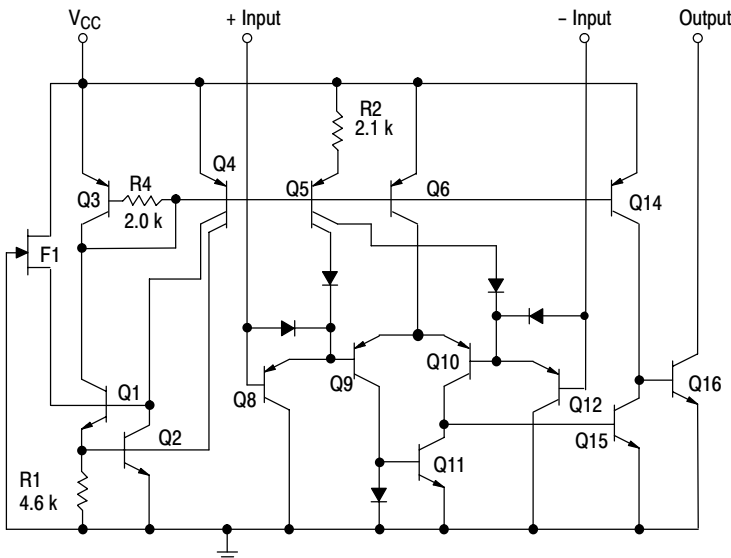 VCC
+ Input
– Input
Output
R2
2.1 k
Q4
R4
Q3
2.0 k
Q5
Q6
Q14
F1
Q1
Q8
Q9
Q10
Q12
Q16
Q2
Q15
Q11
R1
4.6 k